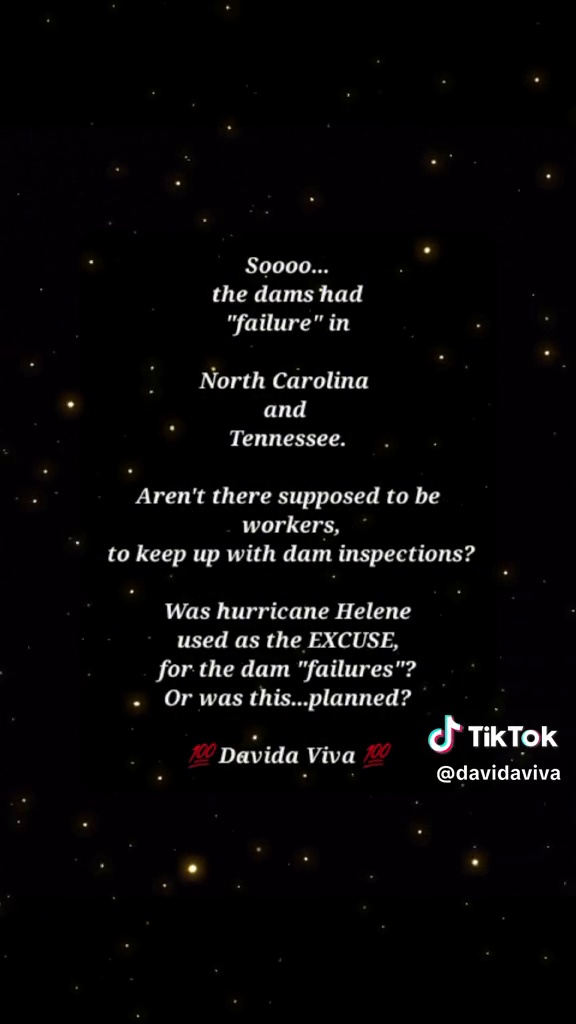 Soooo...
the dams had
"failure" in
North Carolina
and
Tennessee.
Aren't there supposed to be
workers,
to keep up with dam inspections?
Was hurricane Helene
used as the EXCUSE,
for the dam "failures"?
Or was this...planned?
💯 Davida Viva 💯
TikTok
@davidaviva